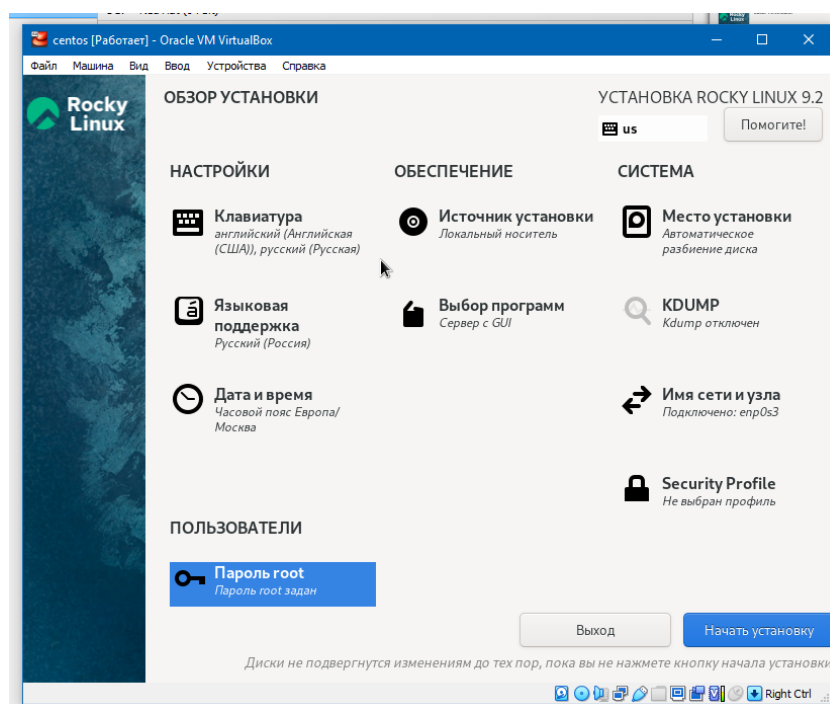 centos [Работает] - Oracle VM VirtualBox
Файл Машина Вид Ввод Устройства Справка
Rocky
Linux
ОБЗОР УСТАНОВКИ
УСТАНОВКА ROCKY LINUX 9.2
us
Помогите!
НАСТРОЙКИ
Клавиатура
английский (Английская
(США)), русский (Русская)
Языковая
поддержка
Русский (Россия)
Дата и время
Часовой пояс Европа/
Москва
ОБЕСПЕЧЕНИЕ
Источник установки
Локальный носитель
Выбор программ
Сервер с GUI
СИСТЕМА
Место установки
Автоматическое
разбиение диска
KDUMP
Kdump отключен
Имя сети и узла
Подключено: enp0s3
Security Profile
Не выбран профиль
ПОЛЬЗОВАТЕЛИ
Пароль root
Пароль root задан
Выход
Начать установку
Диски не подвергнутся изменениям до тех пор, пока вы не нажмете кнопку начала установки
Right Ctrl